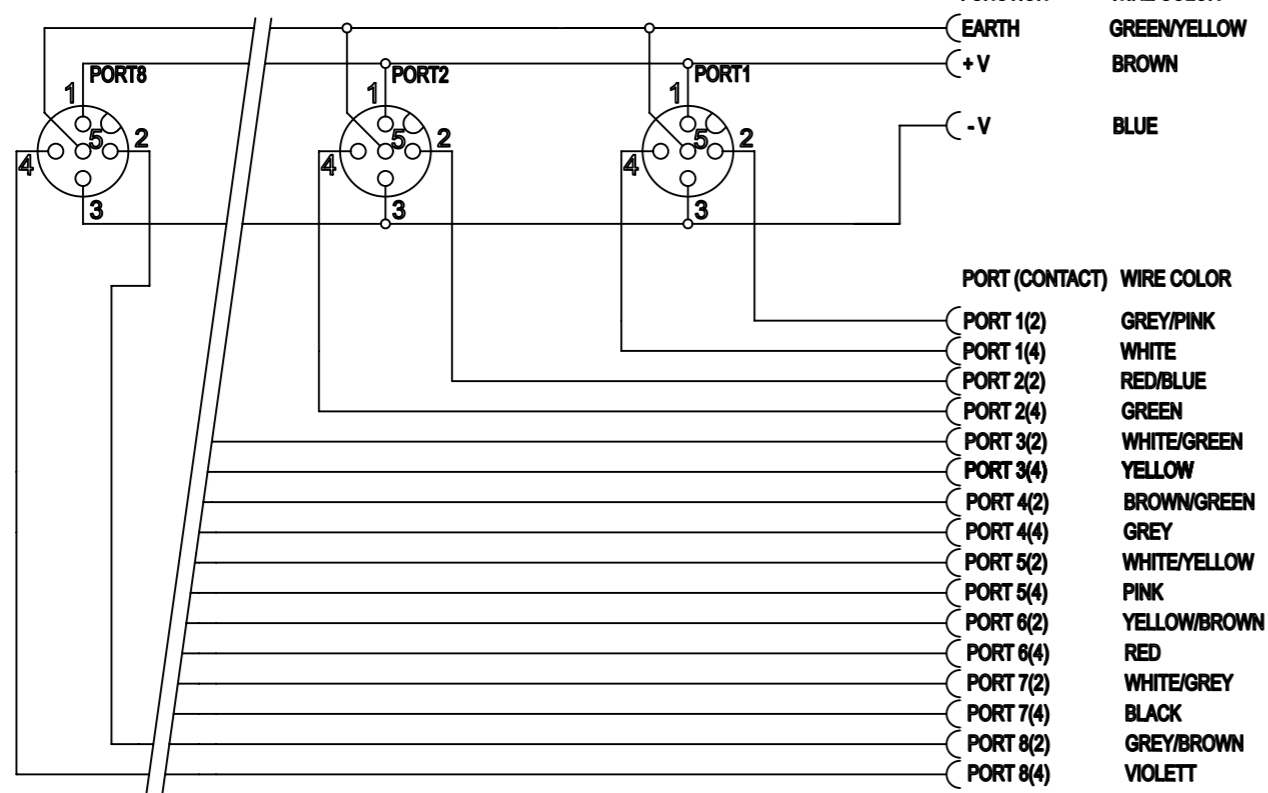 FUNCTION WIRE COLOR
EARTH GREEN/YELLOW
+ V BROWN
- V BLUE
PORT8 PORT2 PORT1
1 1 1
5 2 5 2 5 2
4 4 4
3 3 3
PORT (CONTACT) WIRE COLOR
PORT 1(2) GREY/PINK
PORT 1(4) WHITE
PORT 2(2) RED/BLUE
PORT 2(4) GREEN
PORT 3(2) WHITE/GREEN
PORT 3(4) YELLOW
PORT 4(2) BROWN/GREEN
PORT 4(4) GREY
PORT 5(2) WHITE/YELLOW
PORT 5(4) PINK
PORT 6(2) YELLOW/BROWN
PORT 6(4) RED
PORT 7(2) WHITE/GREY
PORT 7(4) BLACK
PORT 8(2) GREY/BROWN
PORT 8(4) VIOLETT